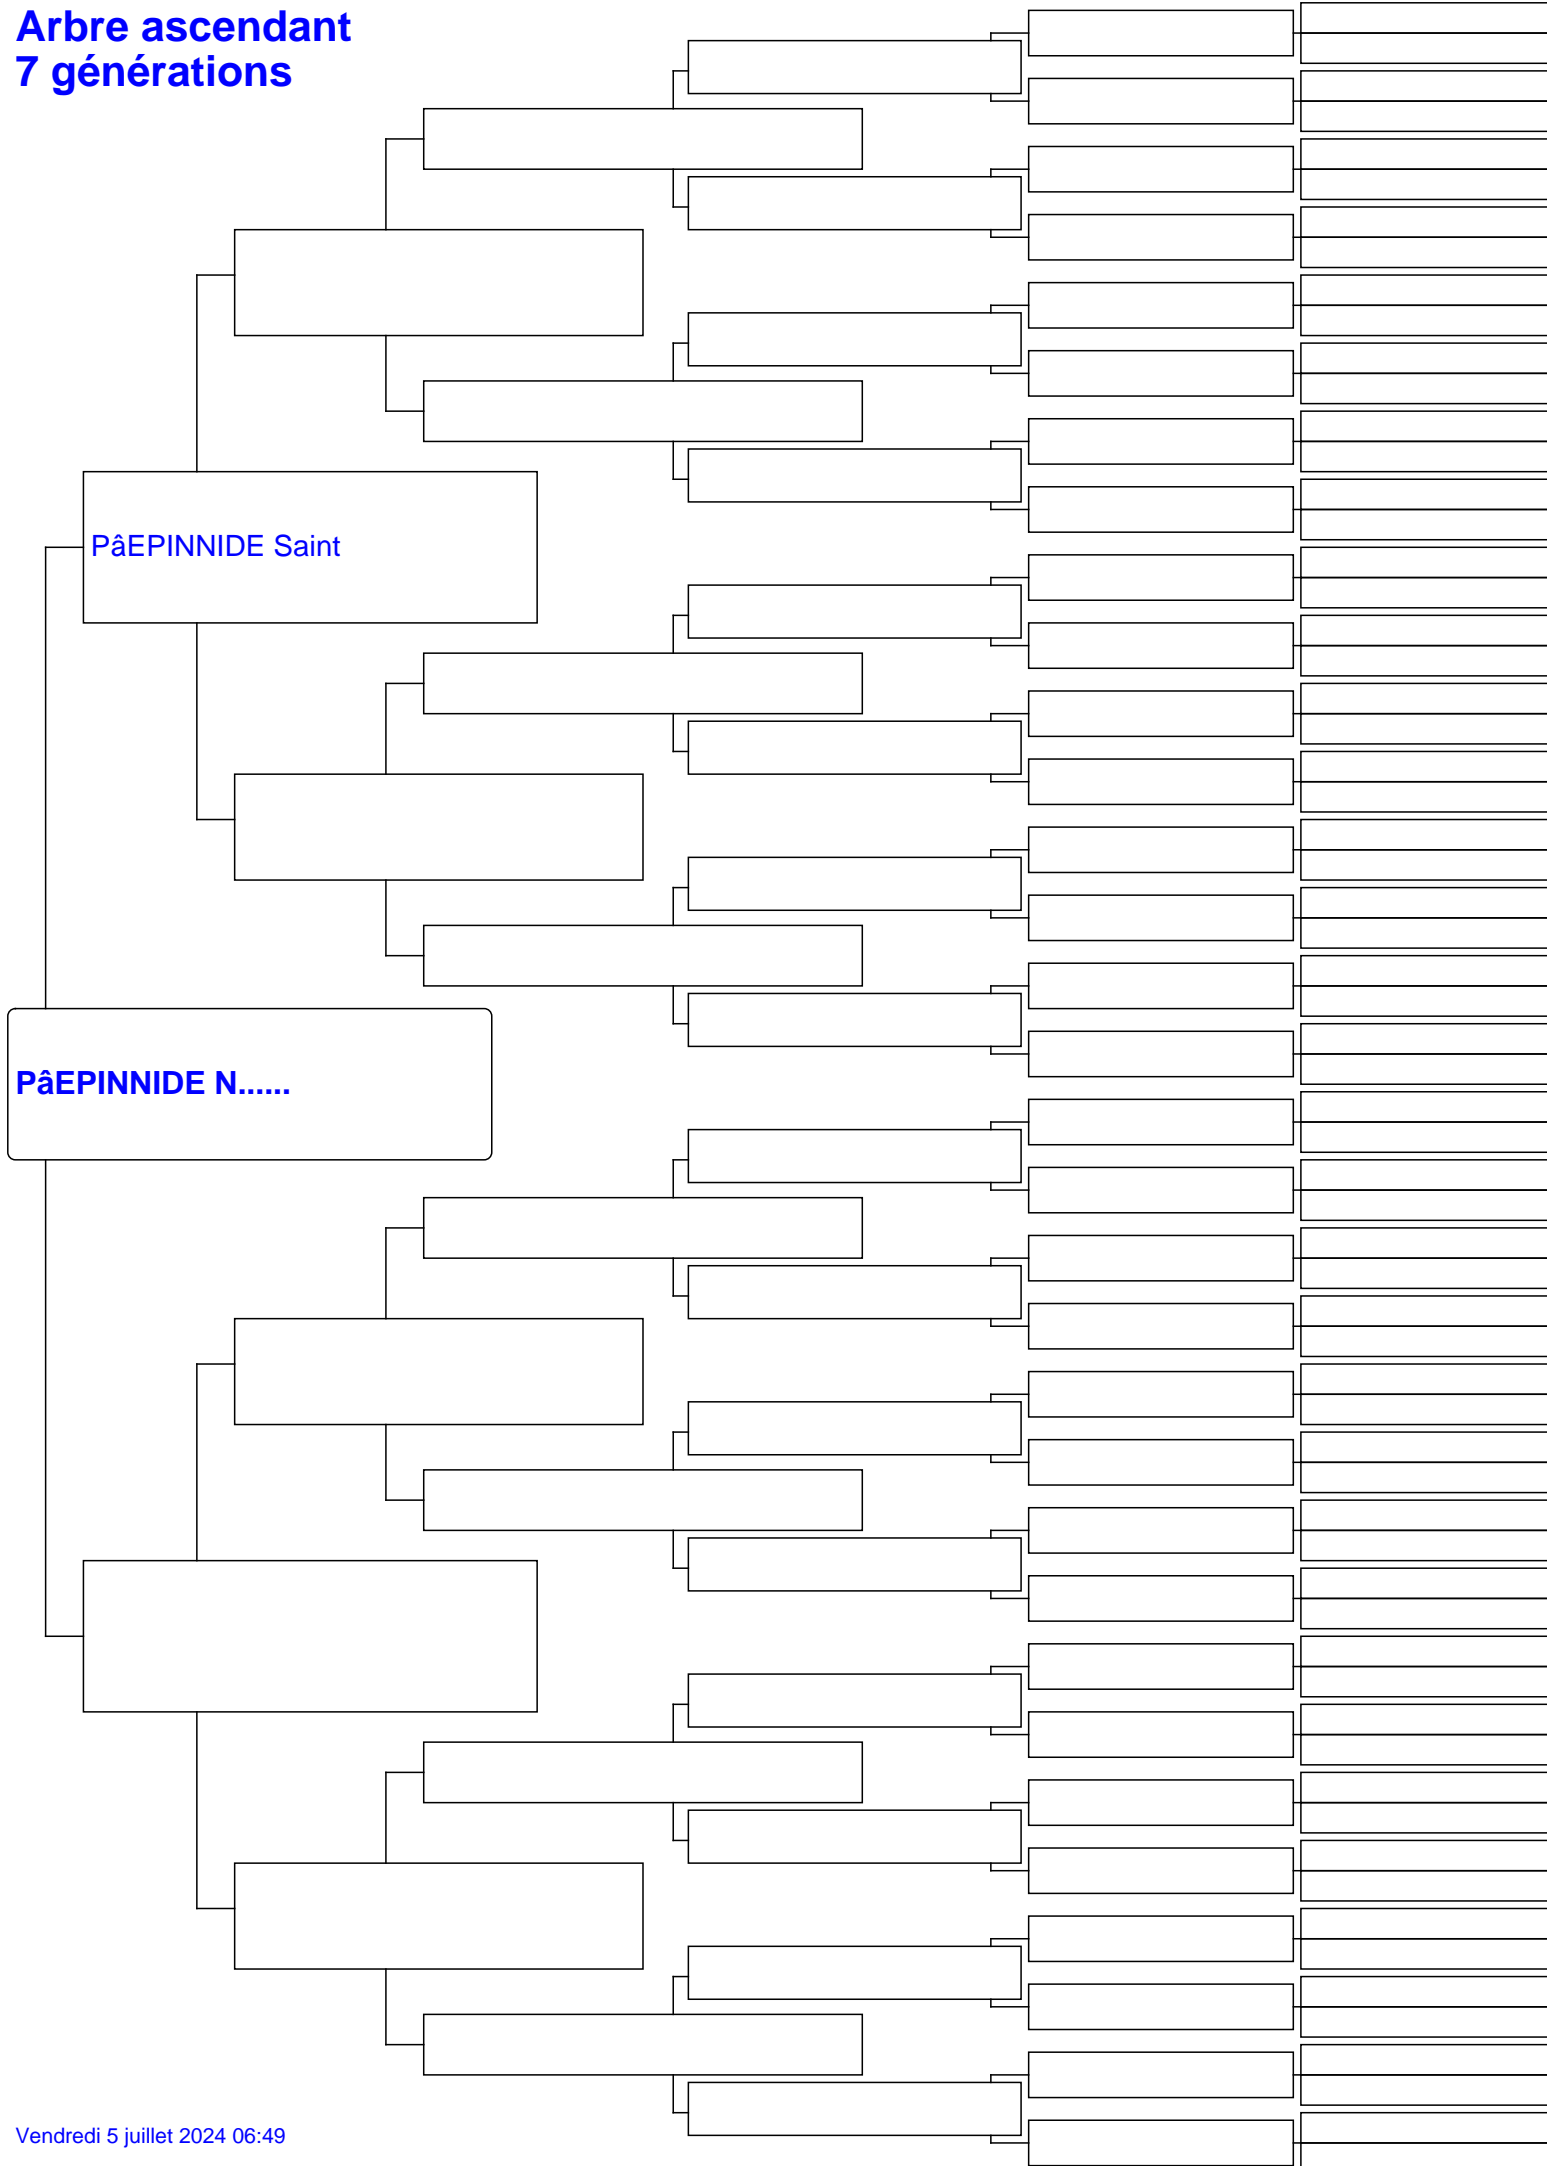 Arbre ascendant
7 générations
PâEPINNIDE Saint
PâEPINNIDE N......
Vendredi 5 juillet 2024 06:49